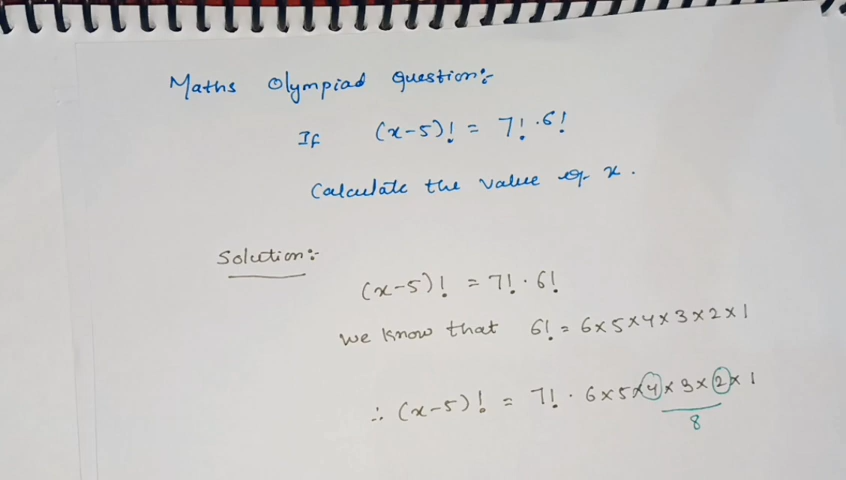 Maths Olympiad Question:-
If (x-5)! = 7! · 6!
Calculate the value of x.
Solution:-
(x-5)! = 7! · 6!
we know that 6! = 6×5×4×3×2×1
∴ (x-5)! = 7! · 6×5×4×3×2×1
8